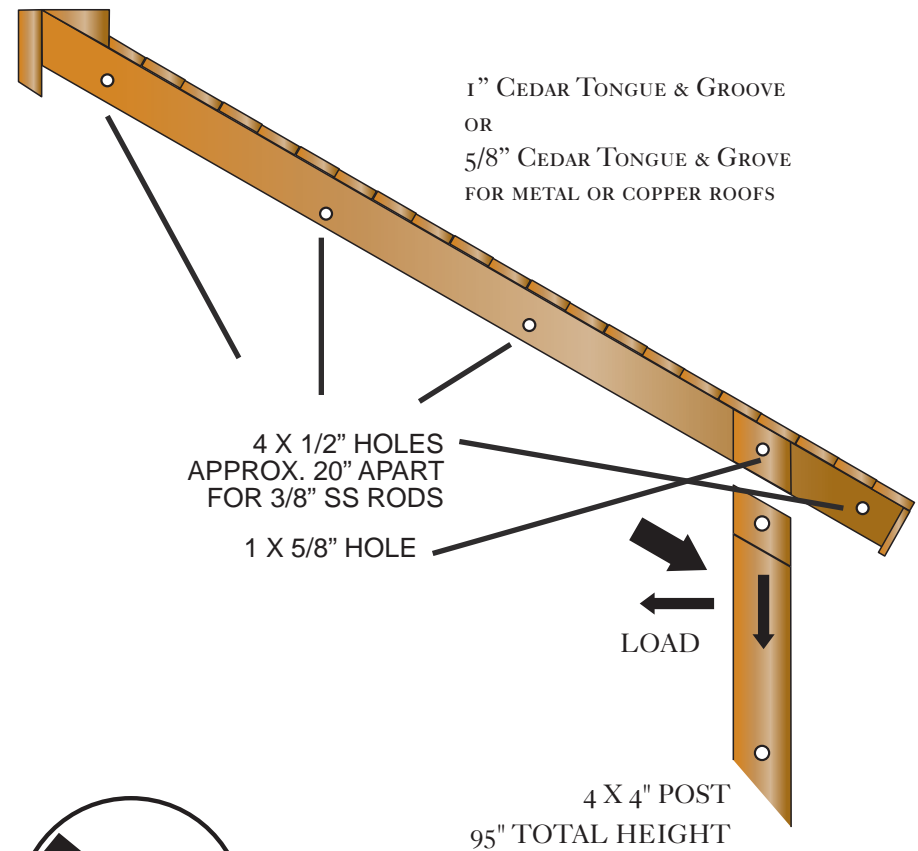 1” Cedar Tongue & Groove
or
5/8” Cedar Tongue & Grove
for metal or copper roofs
4 X 1/2” HOLES
APPROX. 20” APART
FOR 3/8” SS RODS
1 X 5/8” HOLE
LOAD
4 X 4" POST
95" TOTAL HEIGHT